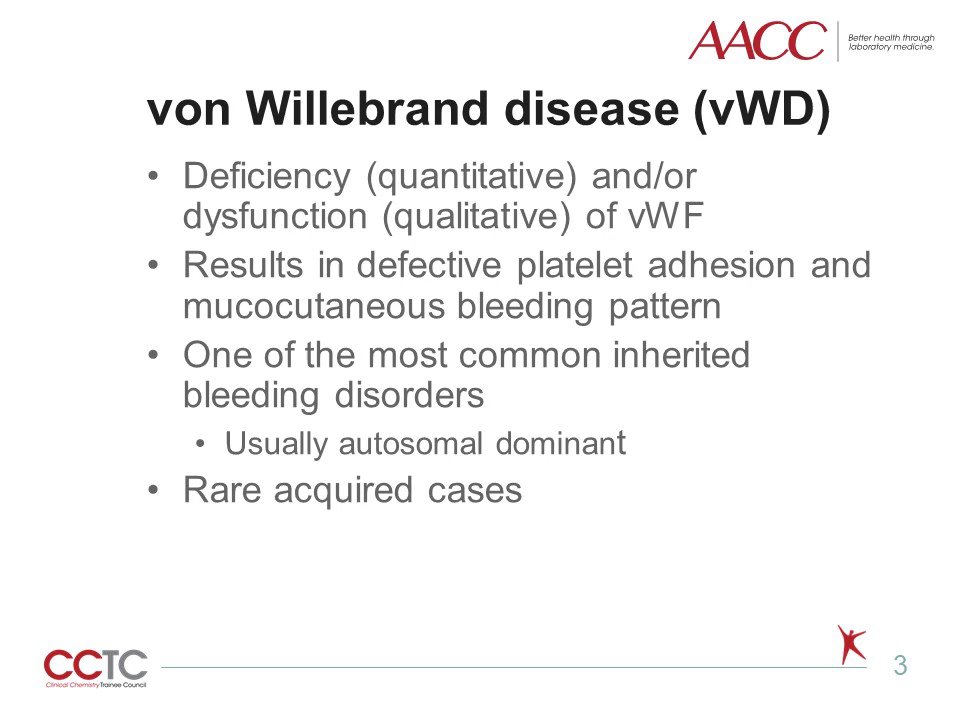 AACC
Better health through
laboratory medicine.
von Willebrand disease (vWD)
• Deficiency (quantitative) and/or
dysfunction (qualitative) of vWF
• Results in defective platelet adhesion and
mucocutaneous bleeding pattern
• One of the most common inherited
bleeding disorders
• Usually autosomal dominant
• Rare acquired cases
CCTC
Clinical Chemistry Trainee Council
3